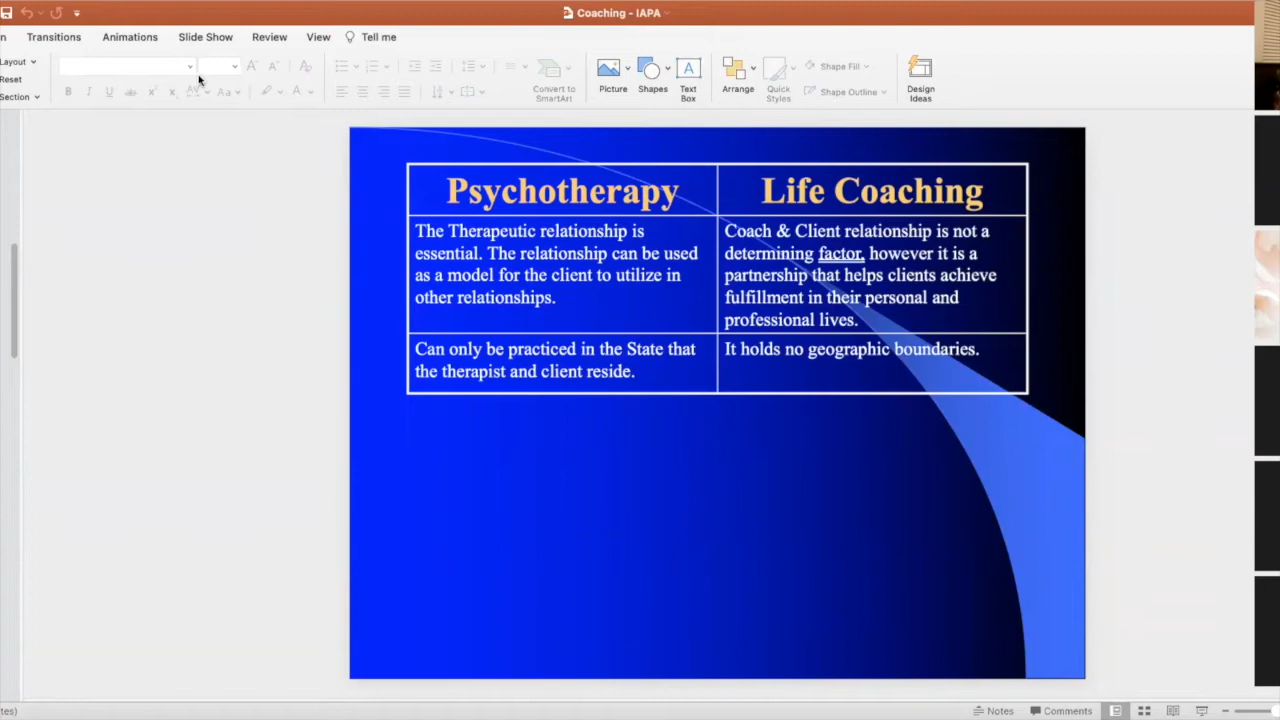 Coaching - IAPA
n Transitions Animations Slide Show Review View Tell me
Layout
Reset
Section
Convert to
SmartArt
Picture
Shapes
Text
Box
Arrange
Quick
Styles
Shape Fill
Shape Outline
Design
Ideas
Psychotherapy
The Therapeutic relationship is
essential. The relationship can be used
as a model for the client to utilize in
other relationships.
Life Coaching
Coach & Client relationship is not a
determining factor, however it is a
partnership that helps clients achieve
fulfillment in their personal and
professional lives.
Can only be practiced in the State that
the therapist and client reside.
It holds no geographic boundaries.
tes)
Notes Comments